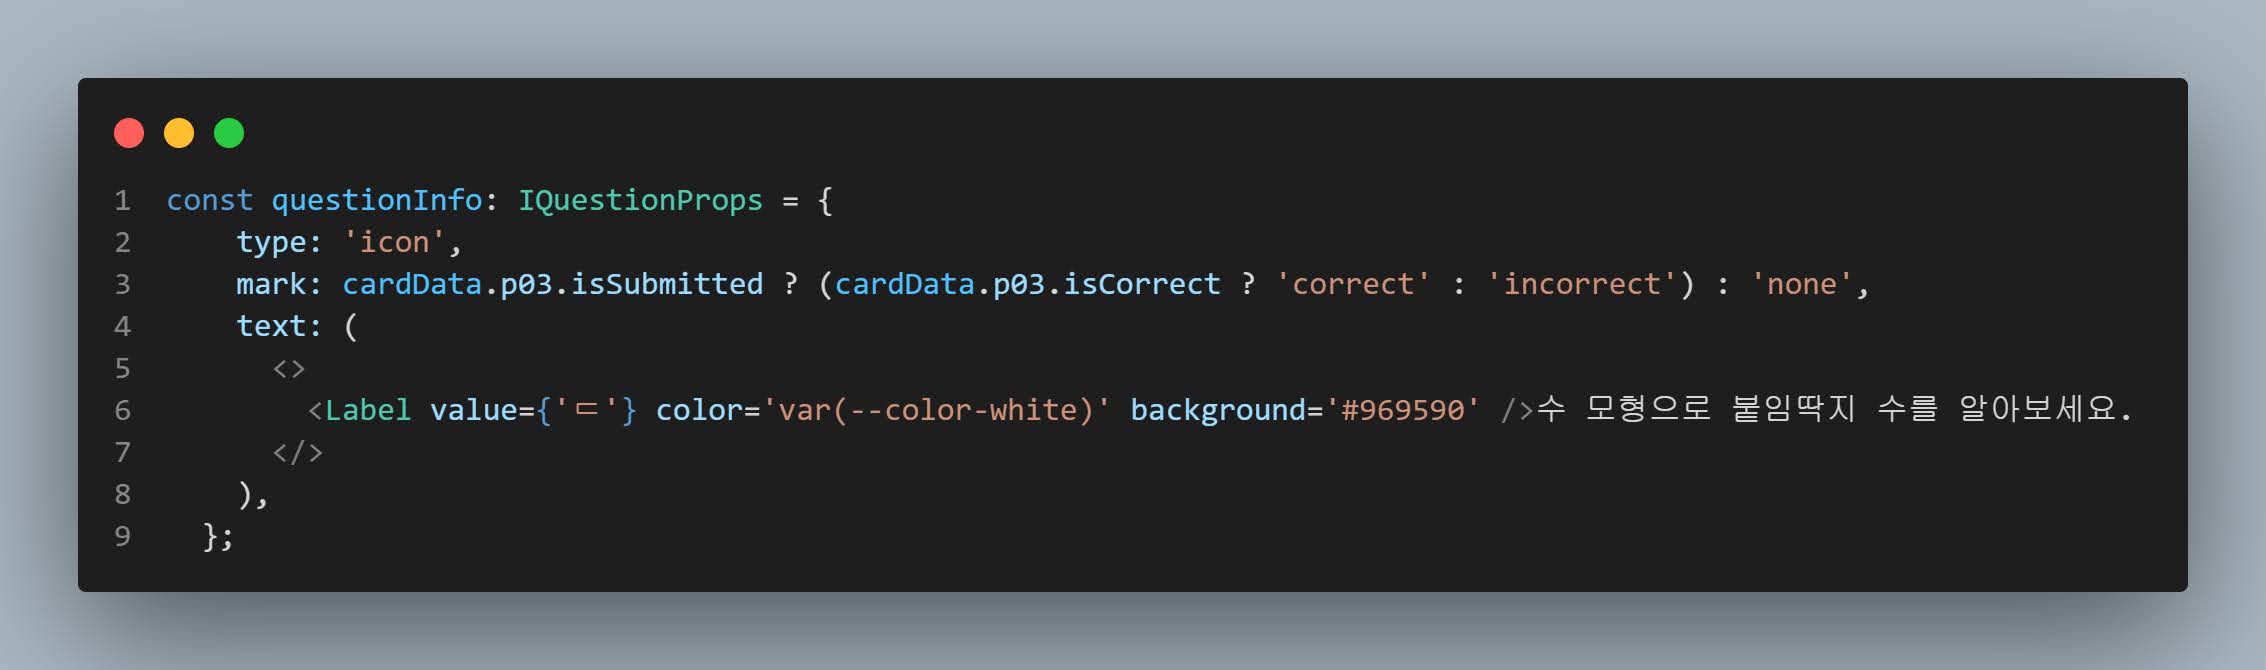 1 const questionInfo: IQuestionProps = {
2 type: 'icon',
3 mark: cardData.p03.isSubmitted ? (cardData.p03.isCorrect ? 'correct' : 'incorrect') : 'none',
4 text: (
5 <>
6 <Label value={'ㄷ'} color='var(--color-white)' background='#969590' />수 모형으로 붙임딱지 수를 알아보세요.
7 </>
8 ),
9 };